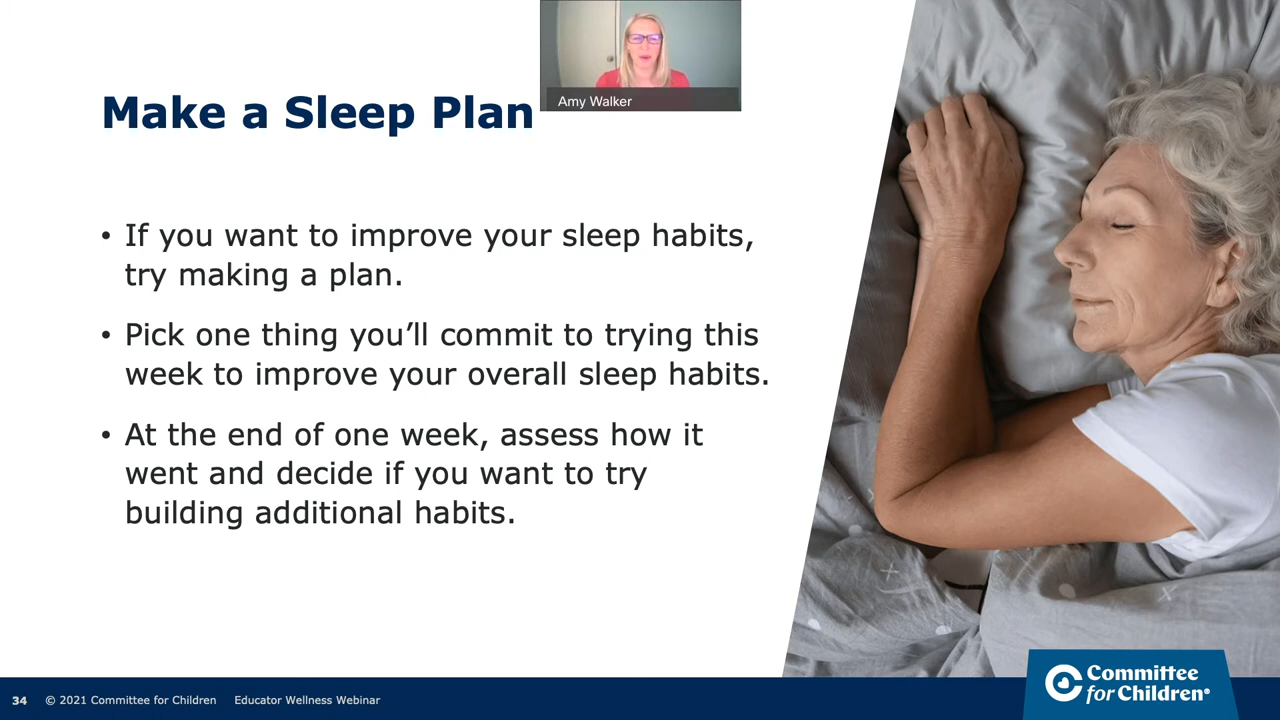 Amy Walker
Make a Sleep Plan
• If you want to improve your sleep habits,
try making a plan.
• Pick one thing you’ll commit to trying this
week to improve your overall sleep habits.
• At the end of one week, assess how it
went and decide if you want to try
building additional habits.
34 © 2021 Committee for Children Educator Wellness Webinar
Committee
for Children®